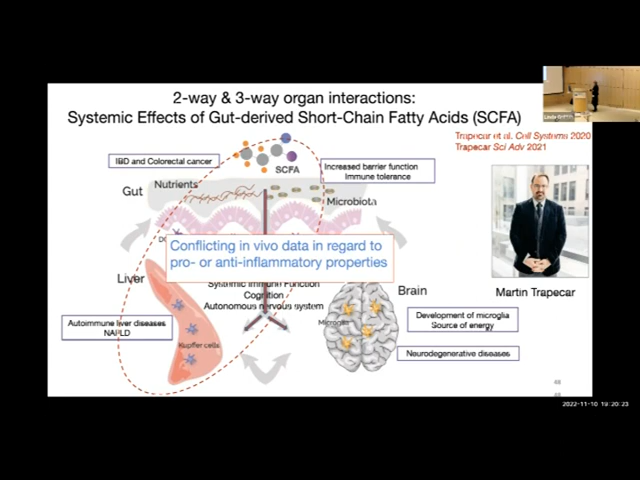 2-way & 3-way organ interactions:
Systemic Effects of Gut-derived Short-Chain Fatty Acids (SCFA)
Trapecar et al. Cell Systems 2020
Trapecar Sci Adv 2021
IBD and Colorectal cancer
SCFA
Increased barrier function
Immune tolerance
Gut
Nutrients
Microbiota
DC
Conflicting in vivo data in regard to
pro- or anti-inflammatory properties
Liver
Systemic Immune Function
Cognition
Autonomous nervous system
Brain
Martin Trapecar
Autoimmune liver diseases
NAFLD
Kupffer cells
Microglia
Development of microglia
Source of energy
Neurodegenerative diseases
48
2022-11-10 19:20:23